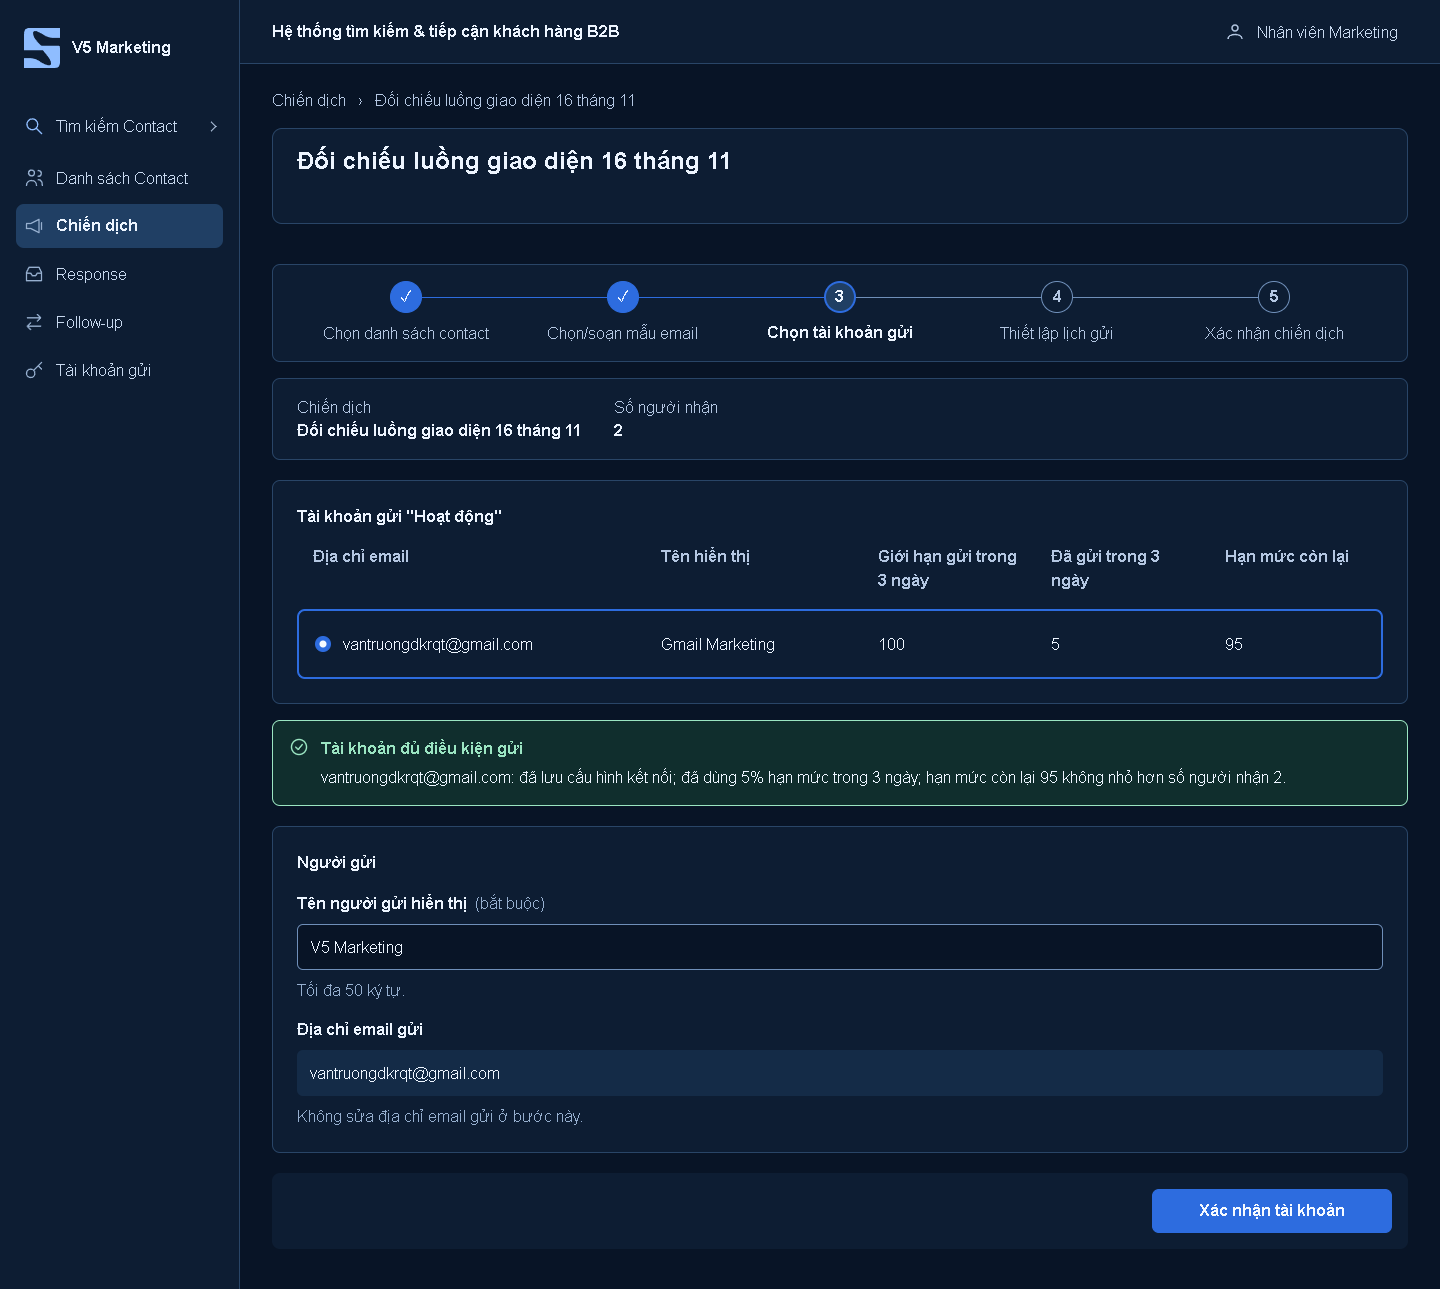 V5 Marketing
Hệ thống tìm kiếm & tiếp cận khách hàng B2B
Nhân viên Marketing
Tìm kiếm Contact
Danh sách Contact
Chiến dịch
Response
Follow-up
Tài khoản gửi
Chiến dịch › Đối chiếu luồng giao diện 16 tháng 11
Đối chiếu luồng giao diện 16 tháng 11
✓ ✓ 3 4 5
Chọn danh sách contact Chọn/soạn mẫu email Chọn tài khoản gửi Thiết lập lịch gửi Xác nhận chiến dịch
Chiến dịch Số người nhận
Đối chiếu luồng giao diện 16 tháng 11 2
Tài khoản gửi "Hoạt động"
Địa chỉ email Tên hiển thị Giới hạn gửi trong 3 ngày Đã gửi trong 3 ngày Hạn mức còn lại
vantruongdkrqt@gmail.com Gmail Marketing 100 5 95
Tài khoản đủ điều kiện gửi
vantruongdkrqt@gmail.com: đã lưu cấu hình kết nối; đã dùng 5% hạn mức trong 3 ngày; hạn mức còn lại 95 không nhỏ hơn số người nhận 2.
Người gửi
Tên người gửi hiển thị (bắt buộc)
V5 Marketing
Tối đa 50 ký tự.
Địa chỉ email gửi
vantruongdkrqt@gmail.com
Không sửa địa chỉ email gửi ở bước này.
Xác nhận tài khoản